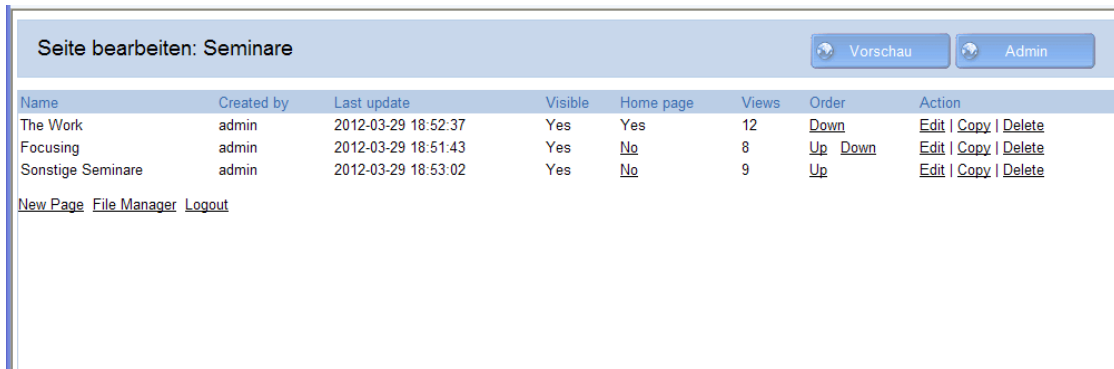 Seite bearbeiten: Seminare Vorschau Admin
Name Created by Last update Visible Home page Views Order Action
The Work admin 2012-03-29 18:52:37 Yes Yes 12 Down Edit | Copy | Delete
Focusing admin 2012-03-29 18:51:43 Yes No 8 Up Down Edit | Copy | Delete
Sonstige Seminare admin 2012-03-29 18:53:02 Yes No 9 Up Edit | Copy | Delete
New Page File Manager Logout